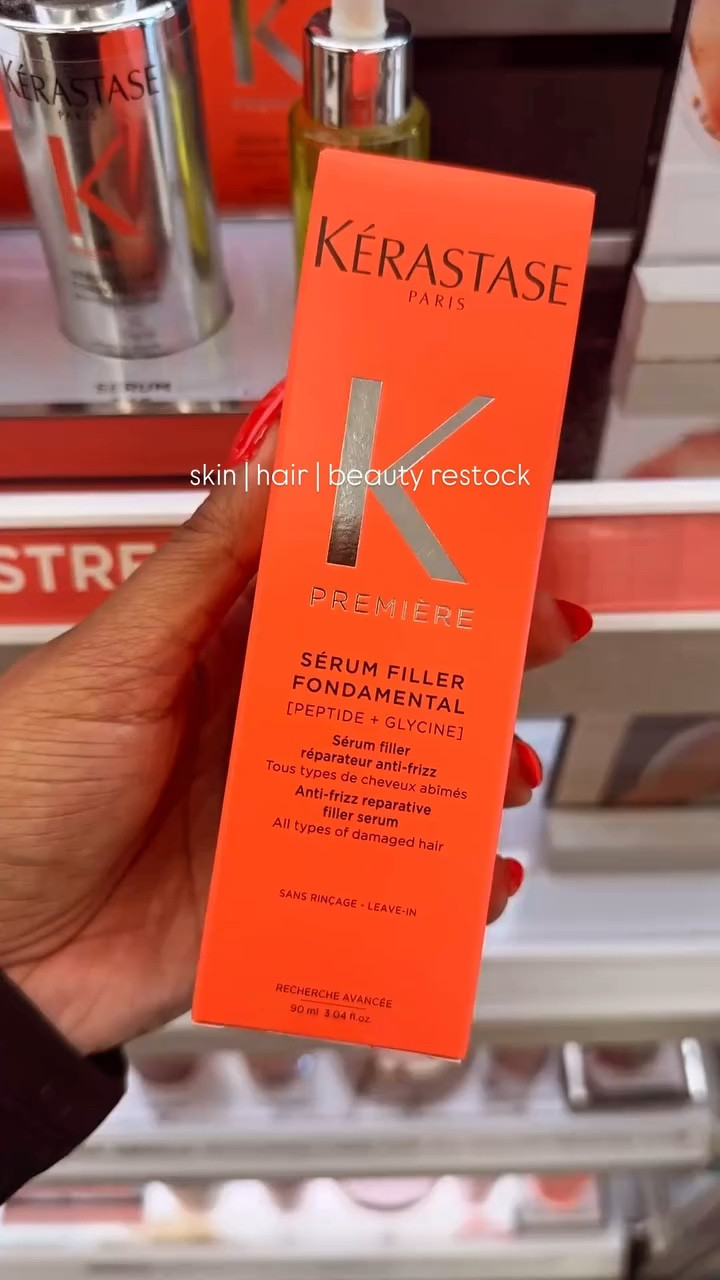 KÉRASTASE
PARIS
K
SERUM
STRE
KÉRASTASE
PARIS
K
PREMIÈRE
SÉRUM FILLER
FONDAMENTAL
[PEPTIDE + GLYCINE]
Sérum filler
réparateur anti-frizz
Tous types de cheveux abîmés
Anti-frizz reparative
filler serum
All types of damaged hair
SANS RINÇAGE - LEAVE-IN
RECHERCHE AVANCÉE
90 ml 3.04 fl.oz.
skin | hair | beauty restock